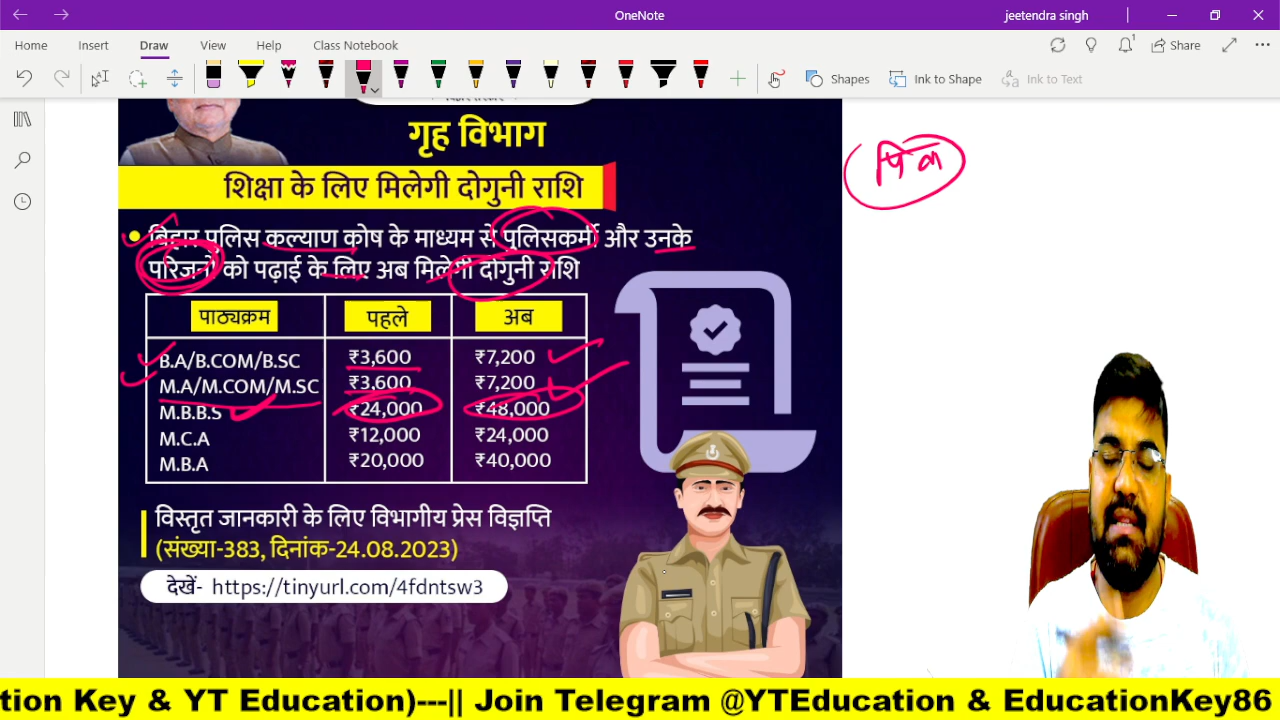 OneNote
jeetendra singh
Home Insert Draw View Help Class Notebook
Share
Shapes
Ink to Shape
Ink to Text
गृह विभाग
शिक्षा के लिए मिलेगी दोगुनी राशि
बिहार पुलिस कल्याण कोष के माध्यम से पुलिसकर्मी और उनके
परिजनों को पढ़ाई के लिए अब मिलेगी दोगुनी राशि
पाठ्यक्रम पहले अब
B.A/B.COM/B.SC ₹3,600 ₹7,200
M.A/M.COM/M.SC ₹3,600 ₹7,200
M.B.B.S ₹24,000 ₹48,000
M.C.A ₹12,000 ₹24,000
M.B.A ₹20,000 ₹40,000
विस्तृत जानकारी के लिए विभागीय प्रेस विज्ञप्ति
(संख्या-383, दिनांक-24.08.2023)
देखें- https://tinyurl.com/4fdntsw3
tion Key & YT Education)---|| Join Telegram @YTEducation & EducationKey86